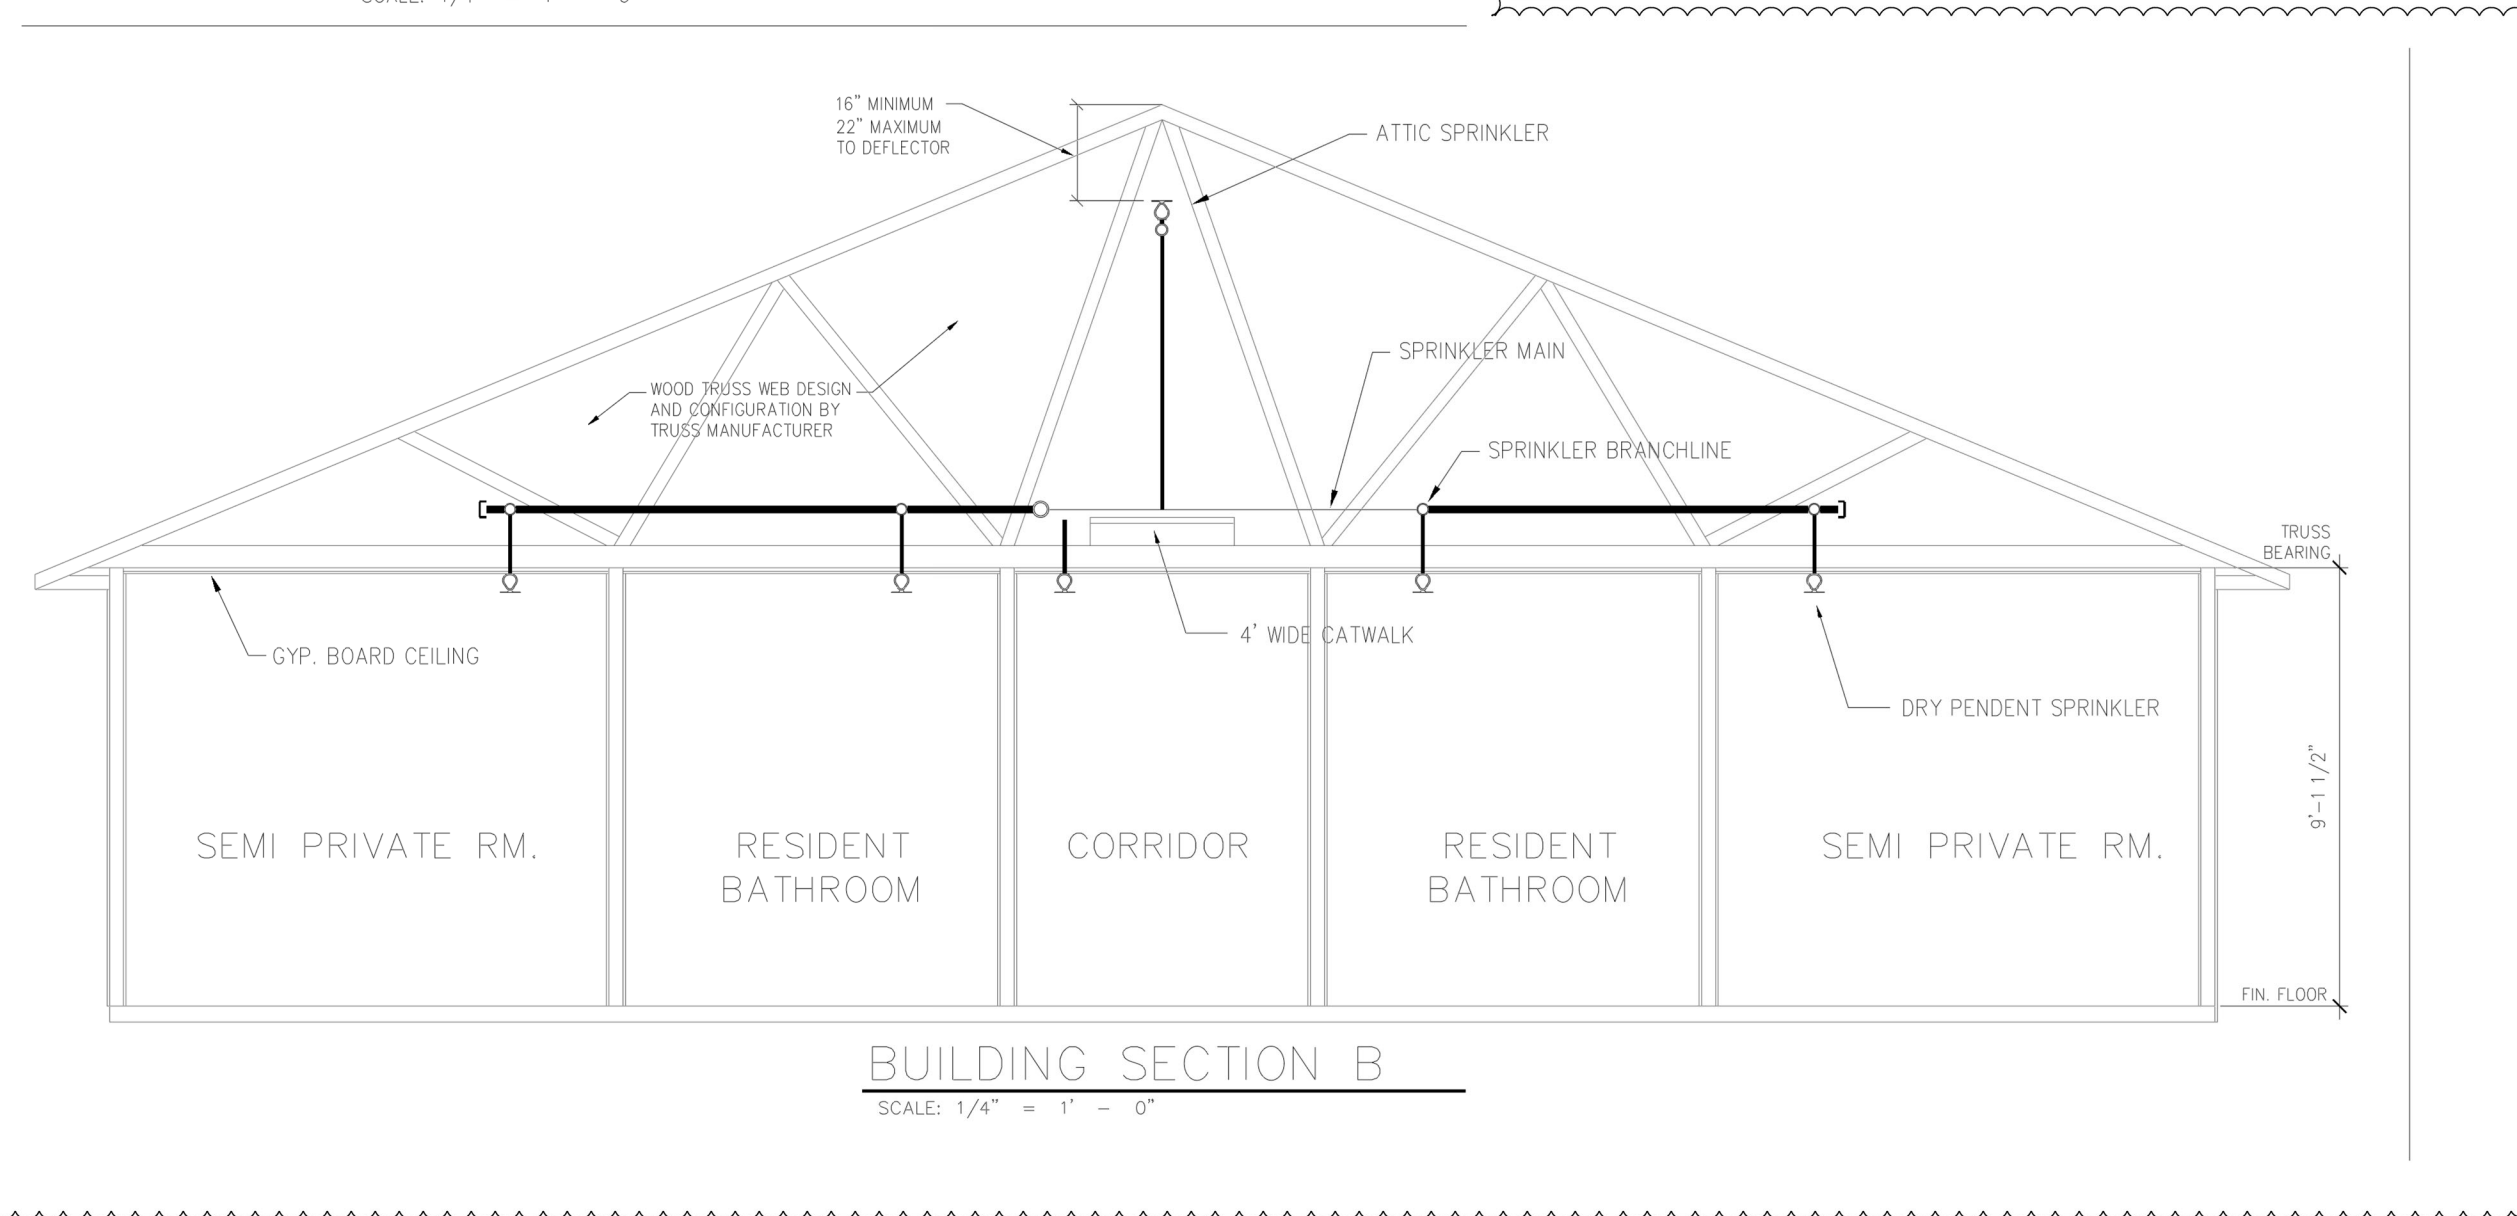 16" MINIMUM
22" MAXIMUM
TO DEFLECTOR
ATTIC SPRINKLER
SPRINKLER MAIN
WOOD TRUSS WEB DESIGN
AND CONFIGURATION BY
TRUSS MANUFACTURER
SPRINKLER BRANCHLINE
TRUSS
BEARING
4' WIDE CATWALK
GYP. BOARD CEILING
DRY PENDENT SPRINKLER
9'-1 1/2"
SEMI PRIVATE RM.
RESIDENT
BATHROOM
CORRIDOR
RESIDENT
BATHROOM
SEMI PRIVATE RM.
FIN. FLOOR
BUILDING SECTION B
SCALE: 1/4" = 1' - 0"